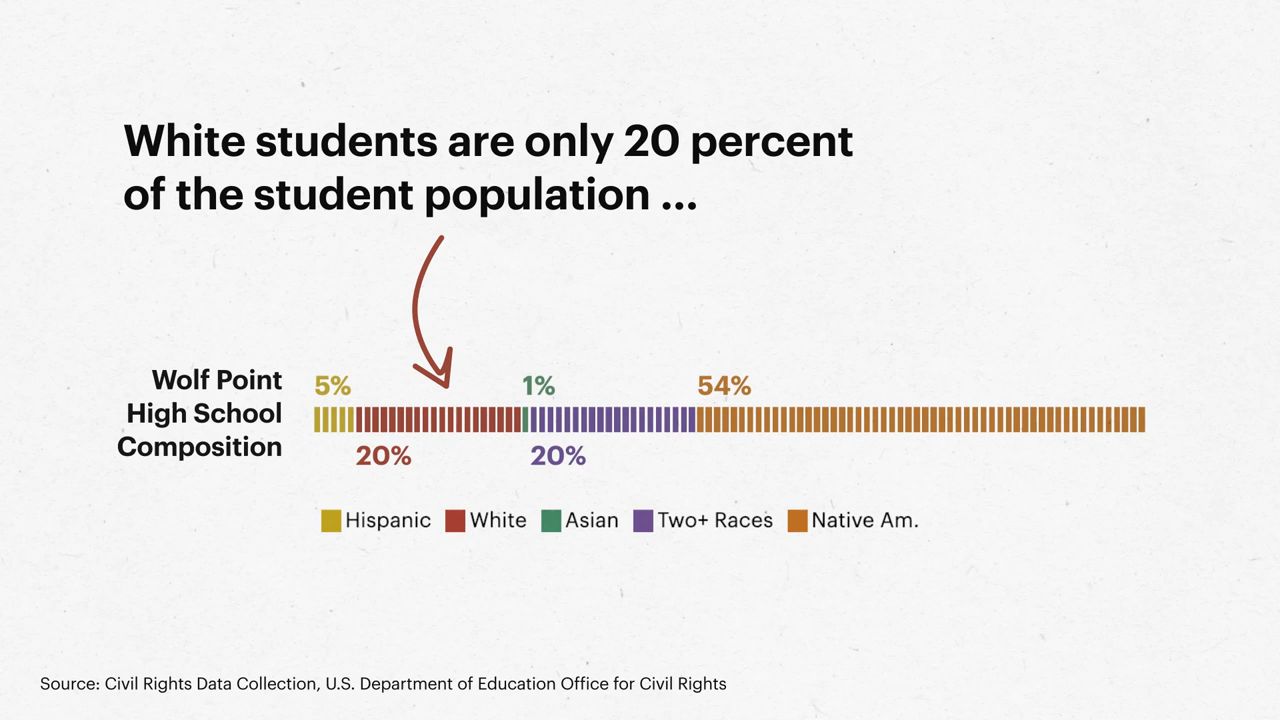 White students are only 20 percent
of the student population ...
Wolf Point
High School
Composition
5%
1%
54%
20%
20%
Hispanic White Asian Two+ Races Native Am.
Source: Civil Rights Data Collection, U.S. Department of Education Office for Civil Rights